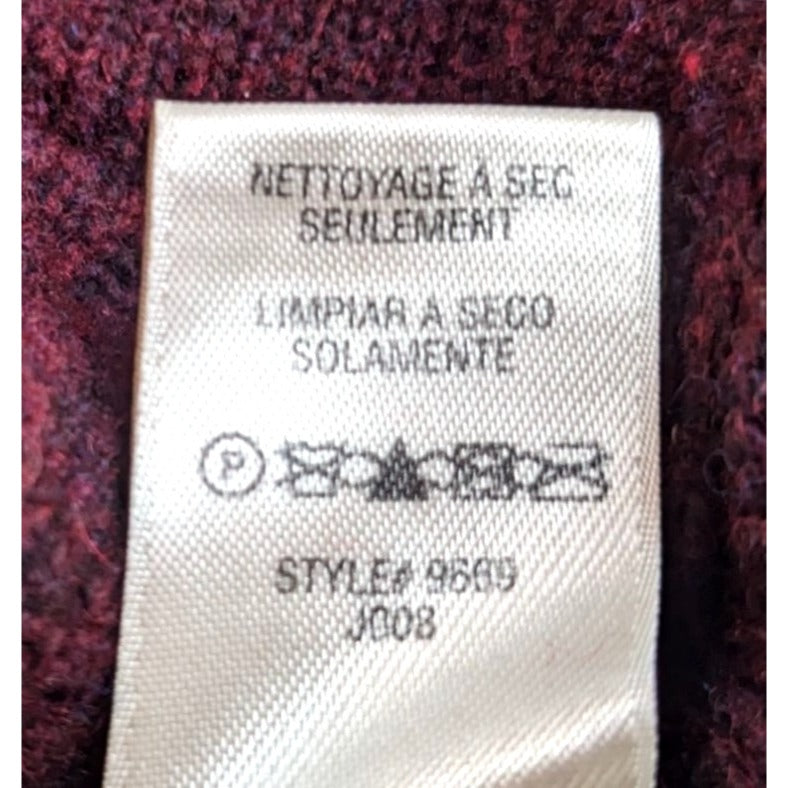 NETTOYAGE À SEC
SEULEMENT
LIMPIAR A SECO
SOLAMENTE
P
STYLE# 9669
J008